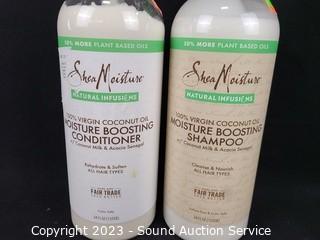 50% MORE PLANT BASED OILS
SheaMoisture
NATURAL INFUSIONS
100% VIRGIN COCONUT OIL
MOISTURE BOOSTING
CONDITIONER
w/ Coconut Milk & Acacia Senegal
Rehydrate & Soften
ALL HAIR TYPES
FAIR TRADE
50% MORE PLANT BASED OILS
SheaMoisture
NATURAL INFUSIONS
100% VIRGIN COCONUT OIL
MOISTURE BOOSTING
SHAMPOO
w/ Coconut Milk & Acacia Senegal
Cleanse & Nourish
ALL HAIR TYPES
FAIR TRADE
Copyright - 2023 - Sound Auction Service